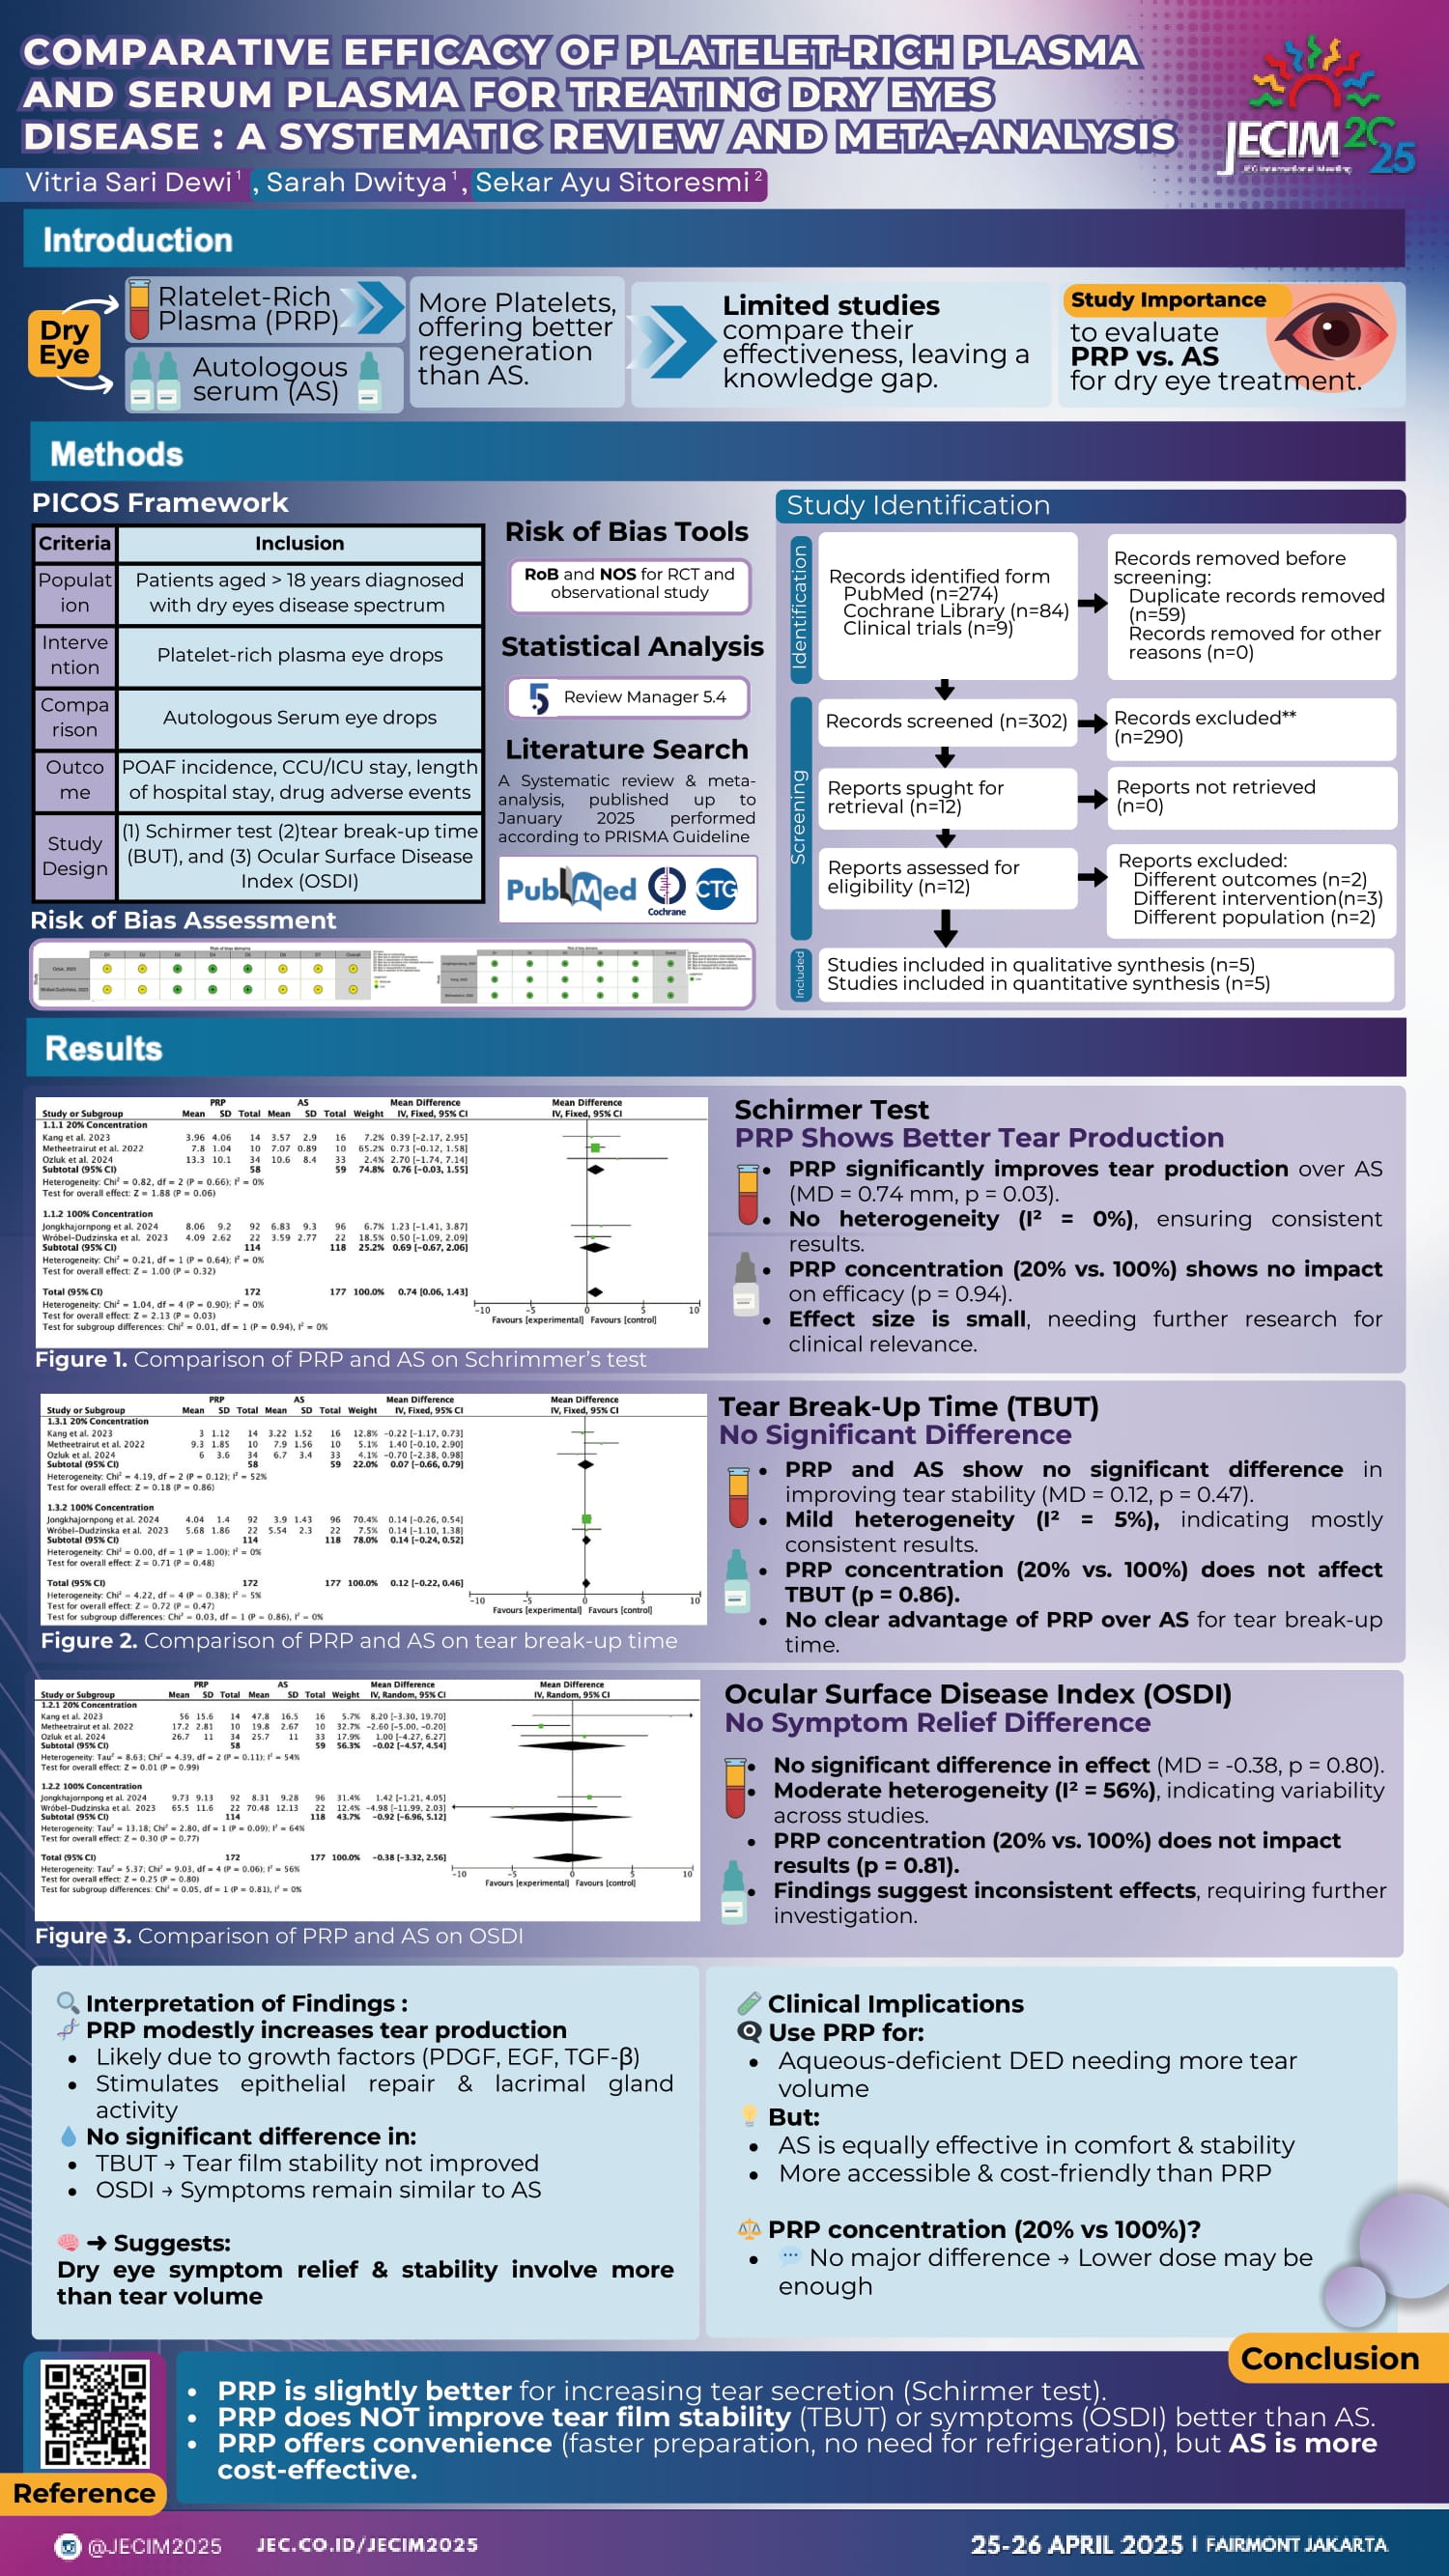 COMPARATIVE EFFICACY OF PLATELET-RICH PLASMA
AND SERUM PLASMA FOR TREATING DRY EYES
DISEASE : A SYSTEMATIC REVIEW AND META-ANALYSIS
JECIM 2025
JEC International Meeting
Vitria Sari Dewi¹ , Sarah Dwitya¹, Sekar Ayu Sitoresmi²
Introduction
Dry
Eye
Rlatelet-Rich
Plasma (PRP)
Autologous
serum (AS)
More Platelets,
offering better
regeneration
than AS.
Limited studies
compare their
effectiveness, leaving a
knowledge gap.
Study Importance
to evaluate
PRP vs. AS
for dry eye treatment.
Methods
PICOS Framework
Criteria Inclusion
Populat
ion
Patients aged > 18 years diagnosed
with dry eyes disease spectrum
Interve
ntion
Platelet-rich plasma eye drops
Compa
rison
Autologous Serum eye drops
Outco
me
POAF incidence, CCU/ICU stay, length
of hospital stay, drug adverse events
Study
Design
(1) Schirmer test (2)tear break-up time
(BUT), and (3) Ocular Surface Disease
Index (OSDI)
Risk of Bias Assessment
Risk of Bias Tools
RoB and NOS for RCT and
observational study
Statistical Analysis
5 Review Manager 5.4
Literature Search
A Systematic review & meta-
analysis, published up to
January 2025 performed
according to PRISMA Guideline
PubMed
Cochrane
CTG
Study Identification
Identification
Records identified form
PubMed (n=274)
Cochrane Library (n=84)
Clinical trials (n=9)
Records removed before
screening:
Duplicate records removed
(n=59)
Records removed for other
reasons (n=0)
Screening
Records screened (n=302)
Records excluded**
(n=290)
Reports spught for
retrieval (n=12)
Reports not retrieved
(n=0)
Reports assessed for
eligibility (n=12)
Reports excluded:
Different outcomes (n=2)
Different intervention(n=3)
Different population (n=2)
Included
Studies included in qualitative synthesis (n=5)
Studies included in quantitative synthesis (n=5)
Results
PRP AS Mean Difference Mean Difference
Study or Subgroup Mean SD Total Mean SD Total Weight IV, Fixed, 95% CI IV, Fixed, 95% CI
1.1.1 20% Concentration
Kang et al. 2023 3.96 4.06 14 3.57 2.9 16 7.2% 0.39 [-2.17, 2.95]
Metheetrairut et al. 2022 7.8 1.04 10 7.07 0.89 10 65.2% 0.73 [-0.12, 1.58]
Ozluk et al. 2024 13.3 10.1 34 10.6 8.4 33 2.4% 2.70 [-1.74, 7.14]
Subtotal (95% CI) 58 59 74.8% 0.76 [-0.03, 1.55]
Heterogeneity: Chi² = 0.82, df = 2 (P = 0.66); I² = 0%
Test for overall effect: Z = 1.88 (P = 0.06)
1.1.2 100% Concentration
Jongkhajornpong et al. 2024 8.06 9.2 92 6.83 9.3 96 6.7% 1.23 [-1.41, 3.87]
Wróbel-Dudzinska et al. 2023 4.09 2.62 22 3.59 2.77 22 18.5% 0.50 [-1.09, 2.09]
Subtotal (95% CI) 114 118 25.2% 0.69 [-0.67, 2.06]
Heterogeneity: Chi² = 0.21, df = 1 (P = 0.64); I² = 0%
Test for overall effect: Z = 1.00 (P = 0.32)
Total (95% CI) 172 177 100.0% 0.74 [0.06, 1.43]
Heterogeneity: Chi² = 1.04, df = 4 (P = 0.90); I² = 0%
Test for overall effect: Z = 2.13 (P = 0.03)
Test for subgroup differences: Chi² = 0.01, df = 1 (P = 0.94), I² = 0%
-10 -5 0 5 10
Favours [experimental] Favours [control]
Figure 1. Comparison of PRP and AS on Schrimmer's test
Schirmer Test
PRP Shows Better Tear Production
• PRP significantly improves tear production over AS
(MD = 0.74 mm, p = 0.03).
• No heterogeneity (I² = 0%), ensuring consistent
results.
• PRP concentration (20% vs. 100%) shows no impact
on efficacy (p = 0.94).
• Effect size is small, needing further research for
clinical relevance.
PRP AS Mean Difference Mean Difference
Study or Subgroup Mean SD Total Mean SD Total Weight IV, Fixed, 95% CI IV, Fixed, 95% CI
1.3.1 20% Concentration
Kang et al. 2023 3 1.12 14 3.22 1.52 16 12.8% -0.22 [-1.17, 0.73]
Metheetrairut et al. 2022 9.3 1.85 10 7.9 1.56 10 5.1% 1.40 [-0.10, 2.90]
Ozluk et al. 2024 6 3.6 34 6.7 3.4 33 4.1% -0.70 [-2.38, 0.98]
Subtotal (95% CI) 58 59 22.0% 0.07 [-0.66, 0.79]
Heterogeneity: Chi² = 4.19, df = 2 (P = 0.12); I² = 52%
Test for overall effect: Z = 0.18 (P = 0.86)
1.3.2 100% Concentration
Jongkhajornpong et al. 2024 4.04 1.4 92 3.9 1.43 96 70.4% 0.14 [-0.26, 0.54]
Wróbel-Dudzinska et al. 2023 5.68 1.86 22 5.54 2.3 22 7.5% 0.14 [-1.10, 1.38]
Subtotal (95% CI) 114 118 78.0% 0.14 [-0.24, 0.52]
Heterogeneity: Chi² = 0.00, df = 1 (P = 1.00); I² = 0%
Test for overall effect: Z = 0.71 (P = 0.48)
Total (95% CI) 172 177 100.0% 0.12 [-0.22, 0.46]
Heterogeneity: Chi² = 4.22, df = 4 (P = 0.38); I² = 5%
Test for overall effect: Z = 0.72 (P = 0.47)
Test for subgroup differences: Chi² = 0.03, df = 1 (P = 0.86), I² = 0%
-10 -5 0 5 10
Favours [experimental] Favours [control]
Figure 2. Comparison of PRP and AS on tear break-up time
Tear Break-Up Time (TBUT)
No Significant Difference
• PRP and AS show no significant difference in
improving tear stability (MD = 0.12, p = 0.47).
• Mild heterogeneity (I² = 5%), indicating mostly
consistent results.
• PRP concentration (20% vs. 100%) does not affect
TBUT (p = 0.86).
• No clear advantage of PRP over AS for tear break-up
time.
PRP AS Mean Difference Mean Difference
Study or Subgroup Mean SD Total Mean SD Total Weight IV, Random, 95% CI IV, Random, 95% CI
1.2.1 20% Concentration
Kang et al. 2023 56 15.6 14 47.8 16.5 16 5.7% 8.20 [-3.30, 19.70]
Metheetrairut et al. 2022 17.2 2.81 10 19.8 2.67 10 32.7% -2.60 [-5.00, -0.20]
Ozluk et al. 2024 26.7 11 34 25.7 11 33 17.9% 1.00 [-4.27, 6.27]
Subtotal (95% CI) 58 59 56.3% -0.02 [-4.57, 4.54]
Heterogeneity: Tau² = 8.63; Chi² = 4.39, df = 2 (P = 0.11); I² = 54%
Test for overall effect: Z = 0.01 (P = 0.99)
1.2.2 100% Concentration
Jongkhajornpong et al. 2024 9.73 9.13 92 8.31 9.28 96 31.4% 1.42 [-1.21, 4.05]
Wróbel-Dudzinska et al. 2023 65.5 11.6 22 70.48 12.13 22 12.4% -4.98 [-11.99, 2.03]
Subtotal (95% CI) 114 118 43.7% -0.92 [-6.96, 5.12]
Heterogeneity: Tau² = 13.18; Chi² = 2.80, df = 1 (P = 0.09); I² = 64%
Test for overall effect: Z = 0.30 (P = 0.77)
Total (95% CI) 172 177 100.0% -0.38 [-3.32, 2.56]
Heterogeneity: Tau² = 5.37; Chi² = 9.03, df = 4 (P = 0.06); I² = 56%
Test for overall effect: Z = 0.25 (P = 0.80)
Test for subgroup differences: Chi² = 0.05, df = 1 (P = 0.81), I² = 0%
-10 -5 0 5 10
Favours [experimental] Favours [control]
Figure 3. Comparison of PRP and AS on OSDI
Ocular Surface Disease Index (OSDI)
No Symptom Relief Difference
• No significant difference in effect (MD = -0.38, p = 0.80).
• Moderate heterogeneity (I² = 56%), indicating variability
across studies.
• PRP concentration (20% vs. 100%) does not impact
results (p = 0.81).
• Findings suggest inconsistent effects, requiring further
investigation.
Interpretation of Findings :
PRP modestly increases tear production
• Likely due to growth factors (PDGF, EGF, TGF-β)
• Stimulates epithelial repair & lacrimal gland
activity
No significant difference in:
• TBUT → Tear film stability not improved
• OSDI → Symptoms remain similar to AS
➜ Suggests:
Dry eye symptom relief & stability involve more
than tear volume
Clinical Implications
Use PRP for:
• Aqueous-deficient DED needing more tear
volume
But:
• AS is equally effective in comfort & stability
• More accessible & cost-friendly than PRP
PRP concentration (20% vs 100%)?
• No major difference → Lower dose may be
enough
Conclusion
• PRP is slightly better for increasing tear secretion (Schirmer test).
• PRP does NOT improve tear film stability (TBUT) or symptoms (OSDI) better than AS.
• PRP offers convenience (faster preparation, no need for refrigeration), but AS is more
cost-effective.
Reference
@JECIM2025
JEC.CO.ID/JECIM2025
25-26 APRIL 2025 | FAIRMONT JAKARTA